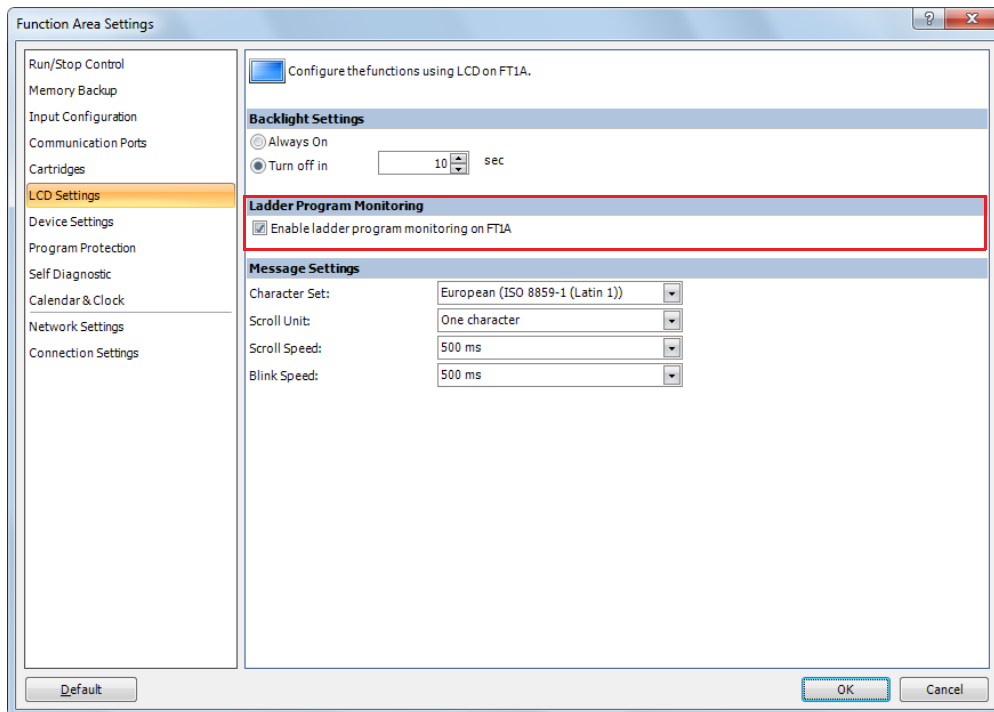 Function Area Settings
?
Run/Stop Control
Memory Backup
Input Configuration
Communication Ports
Cartridges
LCD Settings
Device Settings
Program Protection
Self Diagnostic
Calendar & Clock
Network Settings
Connection Settings
Configure the functions using LCD on FT1A.
Backlight Settings
Always On
Turn off in 10 sec
Ladder Program Monitoring
Enable ladder program monitoring on FT1A
Message Settings
Character Set: European (ISO 8859-1 (Latin 1))
Scroll Unit: One character
Scroll Speed: 500 ms
Blink Speed: 500 ms
Default OK Cancel